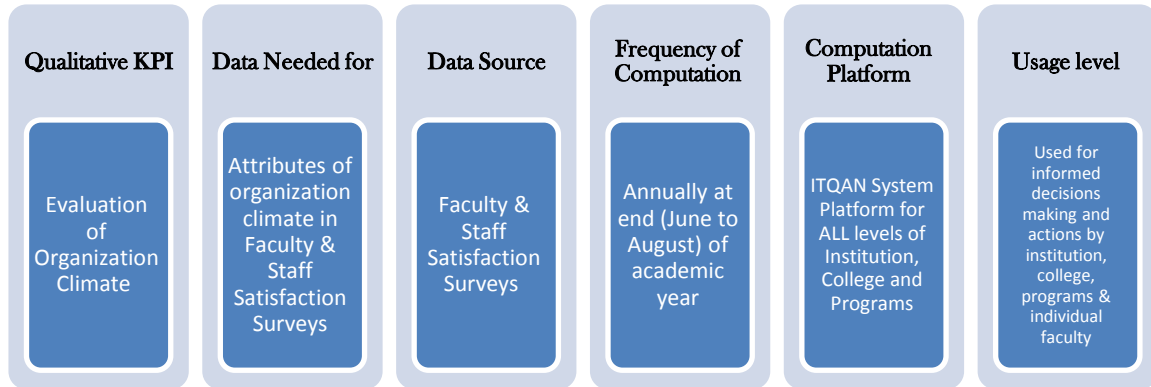 Qualitative KPI
Evaluation
of
Organization
Climate
Data Needed for
Attributes of
organization
climate in
Faculty &
Staff
Satisfaction
Surveys
Data Source
Faculty &
Staff
Satisfaction
Surveys
Frequency of
Computation
Annually at
end (June to
August) of
academic
year
Computation
Platform
ITQAN System
Platform for
ALL levels of
Institution,
College and
Programs
Usage level
Used for
informed
decisions
making and
actions by
institution,
college,
programs &
individual
faculty